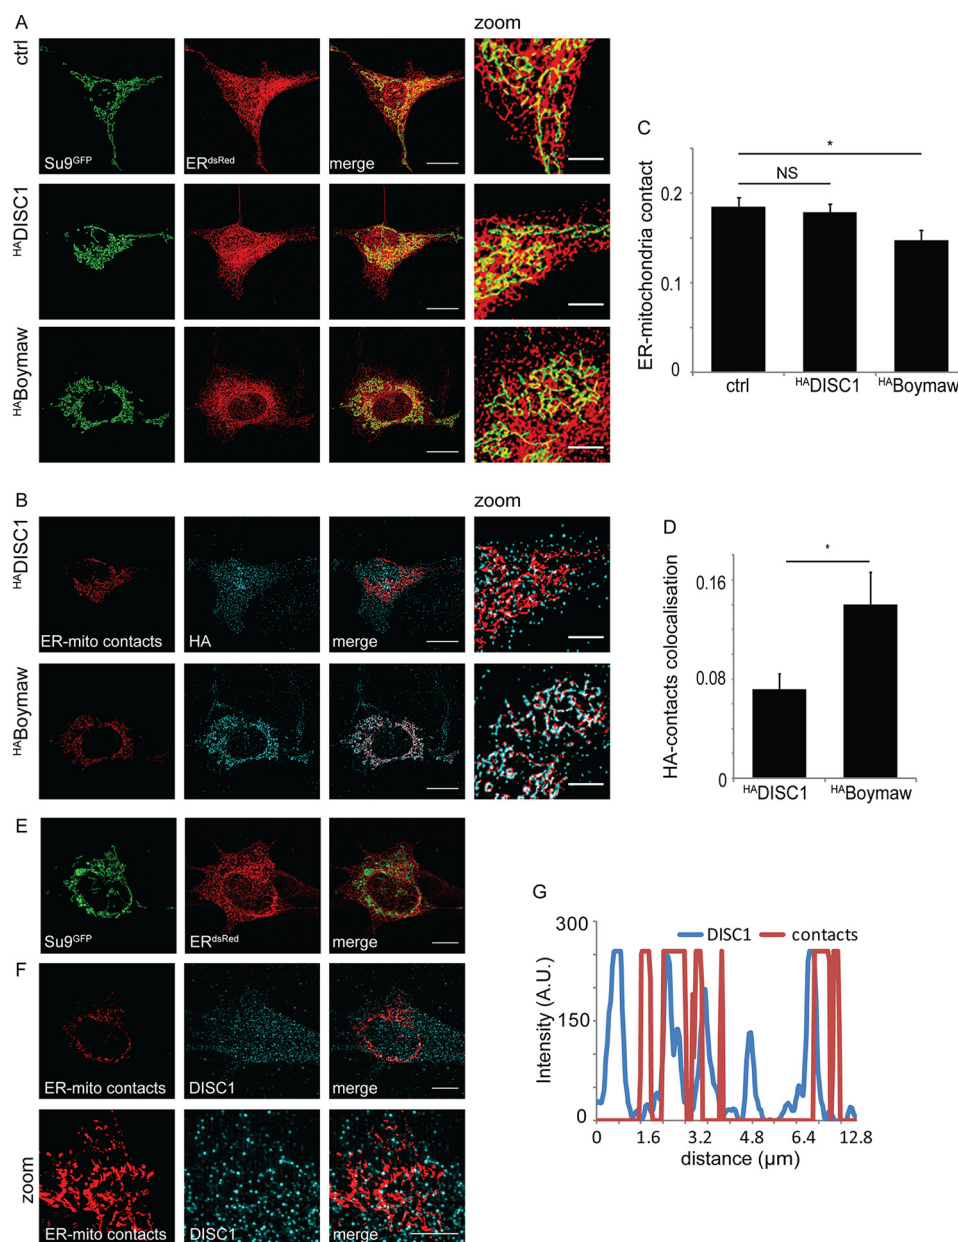 A
zoom
ctrl
Su9GFP
ERdsRed
merge
HADISC1
HABoymaw
C
ER-mitochondria contact
*
NS
0.2
0.1
0
ctrl
HADISC1
HABoymaw
B
zoom
HADISC1
ER-mito contacts
HA
merge
HABoymaw
D
HA-contacts colocalisation
*
0.16
0.08
0
HADISC1
HABoymaw
E
Su9GFP
ERdsRed
merge
F
ER-mito contacts
DISC1
merge
zoom
ER-mito contacts
DISC1
merge
G
DISC1
contacts
Intensity (A.U.)
300
150
0
0 1.6 3.2 4.8 6.4 12.8
distance (µm)